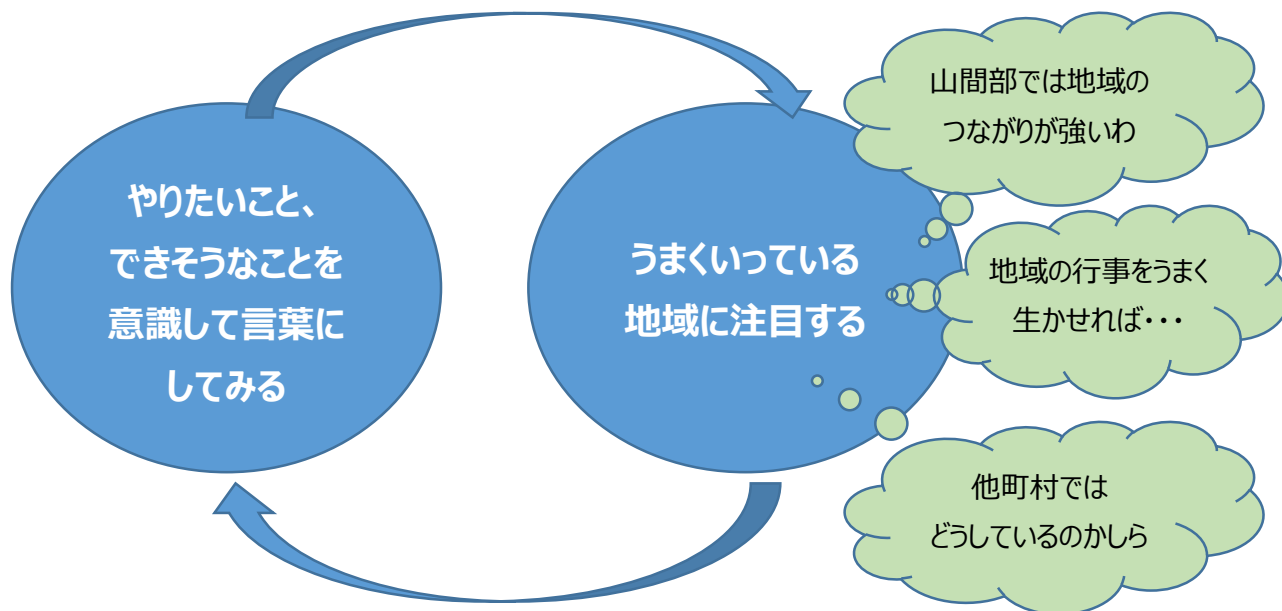 やりたいこと、
できそうなことを
意識して言葉に
してみる
うまくいっている
地域に注目する
山間部では地域の
つながりが強いわ
地域の行事をうまく
生かせれば・・・
他町村では
どうしているのかしら